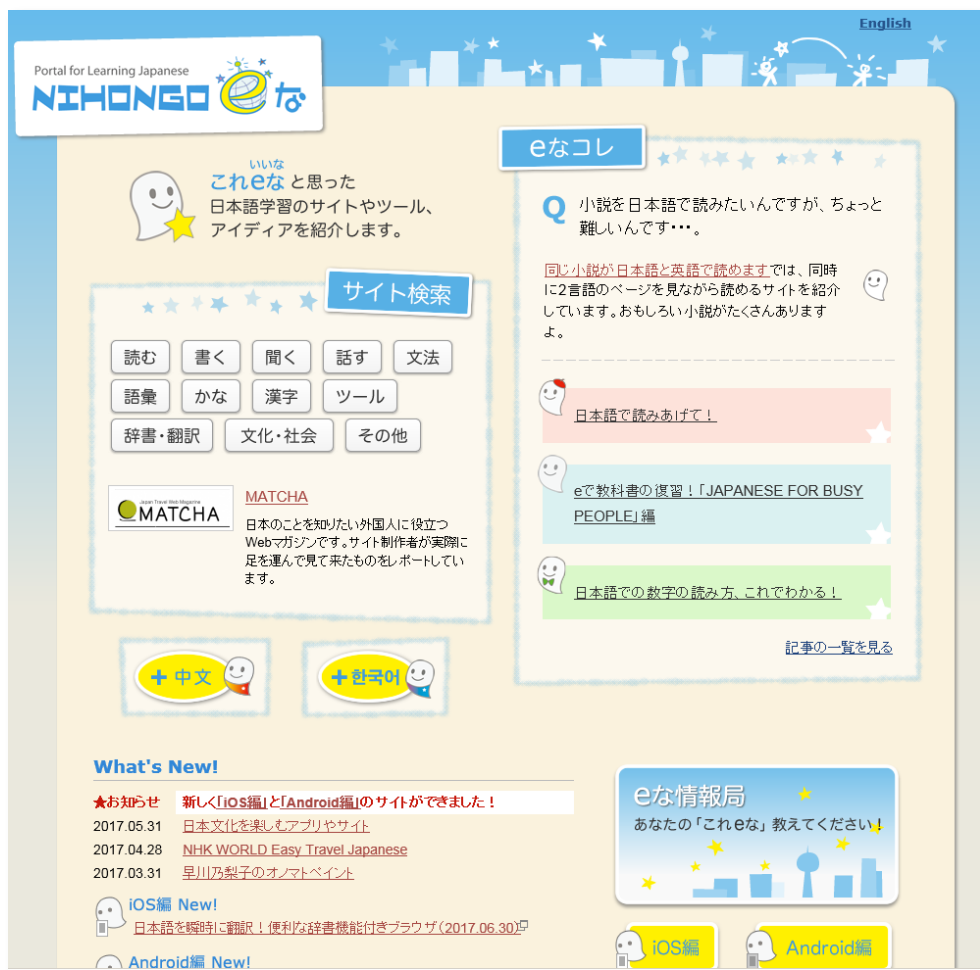 English
Portal for Learning Japanese
NIHONGO eな
いいな
これeな と思った
日本語学習のサイトやツール、
アイディアを紹介します。
サイト検索
読む 書く 聞く 話す 文法
語彙 かな 漢字 ツール
辞書・翻訳 文化・社会 その他
Japan Travel Web Magazine
MATCHA
MATCHA
日本のことを知りたい外国人に役立つ
Webマガジンです。サイト制作者が実際に
足を運んで見て来たものをレポートしてい
ます。
+ 中文
+ 한국어
eなコレ
Q 小説を日本語で読みたいんですが、ちょっと
難しいんです・・・。
同じ小説が日本語と英語で読めますでは、同時
に2言語のページを見ながら読めるサイトを紹介
しています。おもしろい小説がたくさんあります
よ。
日本語で読みあげて！
eで教科書の復習！「JAPANESE FOR BUSY
PEOPLE」編
日本語での数字の読み方、これでわかる！
記事の一覧を見る
What's New!
★お知らせ 新しく「iOS編」と「Android編」のサイトができました！
2017.05.31 日本文化を楽しむアプリやサイト
2017.04.28 NHK WORLD Easy Travel Japanese
2017.03.31 早川乃梨子のオノマトペイント
iOS編 New!
日本語を瞬時に翻訳！便利な辞書機能付きブラウザ(2017.06.30)
Android編 New!
eな情報局
あなたの「これeな」教えてください！
iOS編
Android編